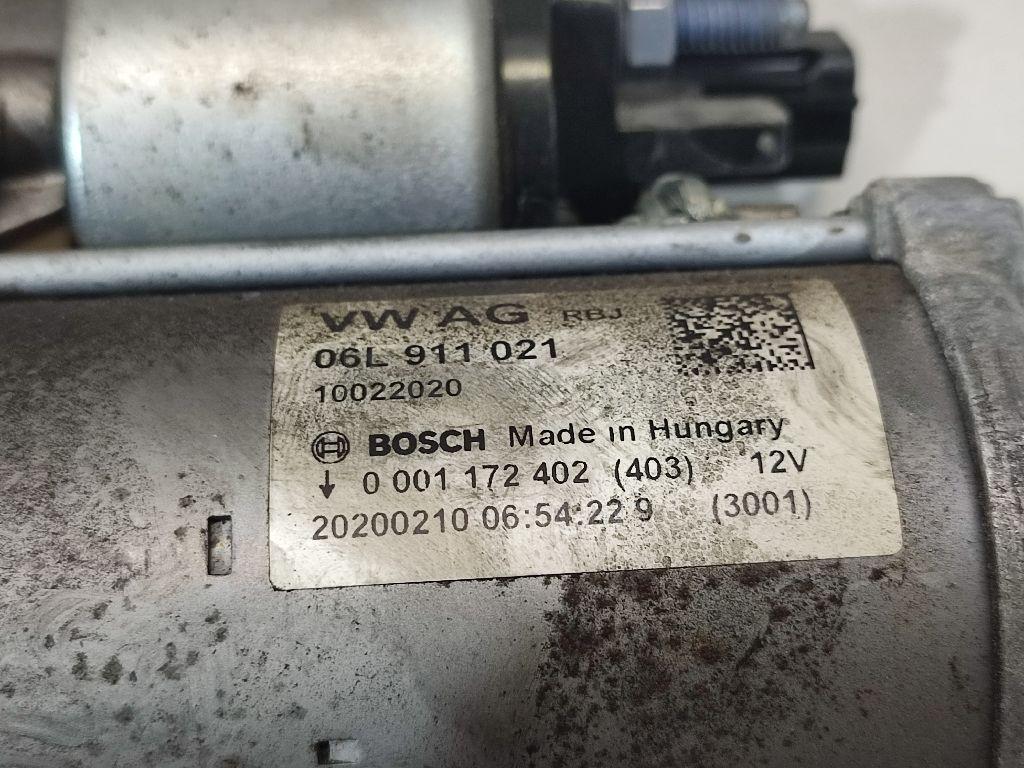 VW AG RBJ
06L 911 021
10022020
BOSCH Made in Hungary
0 001 172 402 (403) 12V
20200210 06:54:22 9 (3001)